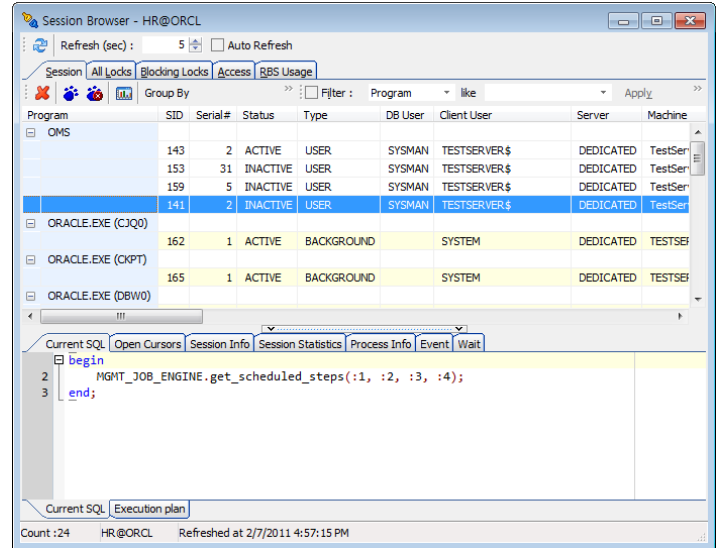 Session Browser - HR@ORCL
Refresh (sec) : 5 Auto Refresh
Session All Locks Blocking Locks Access RBS Usage
Group By Filter : Program like Apply
Program SID Serial# Status Type DB User Client User Server Machine
OMS
143 2 ACTIVE USER SYSMAN TESTSERVER$ DEDICATED TestSer
153 31 INACTIVE USER SYSMAN TESTSERVER$ DEDICATED TestSer
159 5 INACTIVE USER SYSMAN TESTSERVER$ DEDICATED TestSer
141 2 INACTIVE USER SYSMAN TESTSERVER$ DEDICATED TestSer
ORACLE.EXE (CJQ0)
162 1 ACTIVE BACKGROUND SYSTEM DEDICATED TESTSER
ORACLE.EXE (CKPT)
165 1 ACTIVE BACKGROUND SYSTEM DEDICATED TESTSER
ORACLE.EXE (DBW0)
Current SQL Open Cursors Session Info Session Statistics Process Info Event Wait
begin
2 MGMT_JOB_ENGINE.get_scheduled_steps(:1, :2, :3, :4);
3 end;
Current SQL Execution plan
Count :24 HR@ORCL Refreshed at 2/7/2011 4:57:15 PM